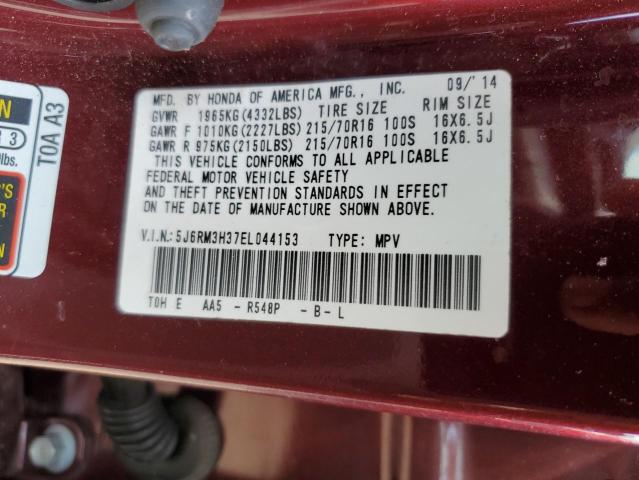 MFD. BY HONDA OF AMERICA MFG., INC. 09/'14
GVWR 1965KG(4332LBS) TIRE SIZE RIM SIZE
GAWR F 1010KG(2227LBS) 215/70R16 100S 16X6.5J
GAWR R 975KG(2150LBS) 215/70R16 100S 16X6.5J
THIS VEHICLE CONFORMS TO ALL APPLICABLE
FEDERAL MOTOR VEHICLE SAFETY
AND THEFT PREVENTION STANDARDS IN EFFECT
ON THE DATE OF MANUFACTURE SHOWN ABOVE.
V.I.N.: 5J6RM3H37EL044153 TYPE: MPV
TOH E AA5 - R548P - B - L
T0A A3
N
3
lbs.
'S
R
N